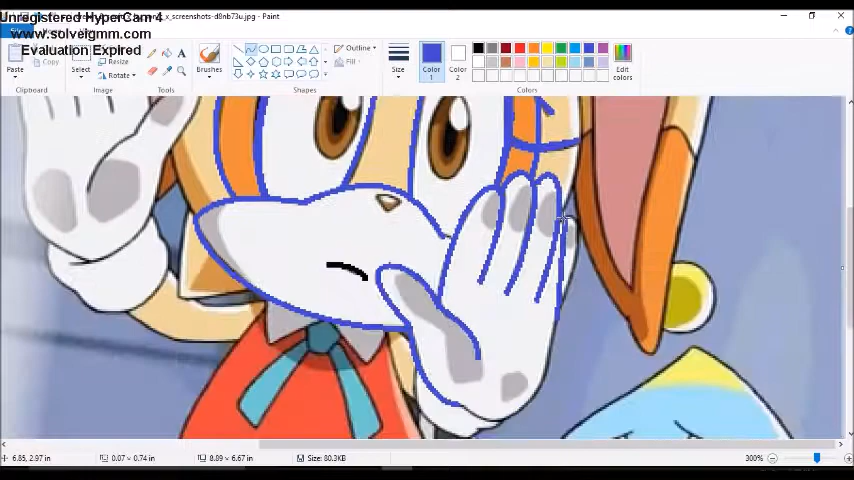 Unregistered HyperCam 4
_x_screenshots-d8nb73u.jpg - Paint
www.solveigmm.com
Evaluation Expired
Paste
Copy
Select
Resize
Rotate
Brushes
Outline
Fill
Size
Color 1
Color 2
Edit colors
Clipboard
Image
Tools
Shapes
Colors
6.85, 2.97 in
0.07 × 0.74 in
8.89 × 6.67 in
Size: 80.3KB
300%